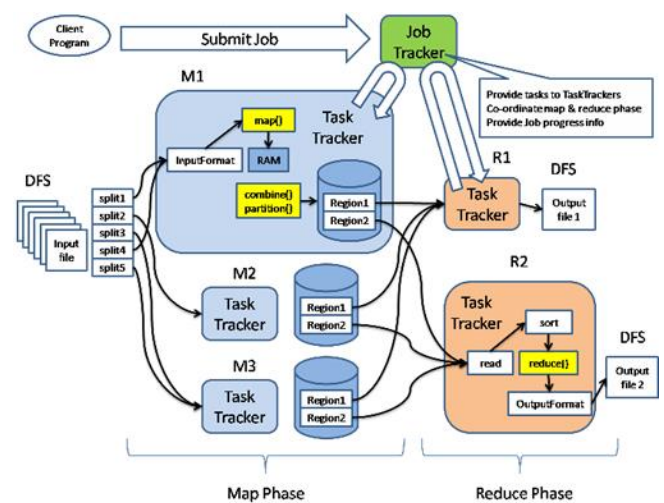 Client
Program
Submit Job
Job
Tracker
Provide tasks to TaskTrackers
Co-ordinate map & reduce phase
Provide Job progress info
M1
map()
Task
Tracker
InputFormat
RAM
combine()
partition()
Region1
Region2
DFS
Input
file
split1
split2
split3
split4
split5
R1
Task
Tracker
DFS
Output
file 1
M2
Task
Tracker
Region1
Region2
M3
Task
Tracker
Region1
Region2
R2
Task
Tracker
sort
read
reduce()
OutputFormat
DFS
Output
file 2
Map Phase
Reduce Phase